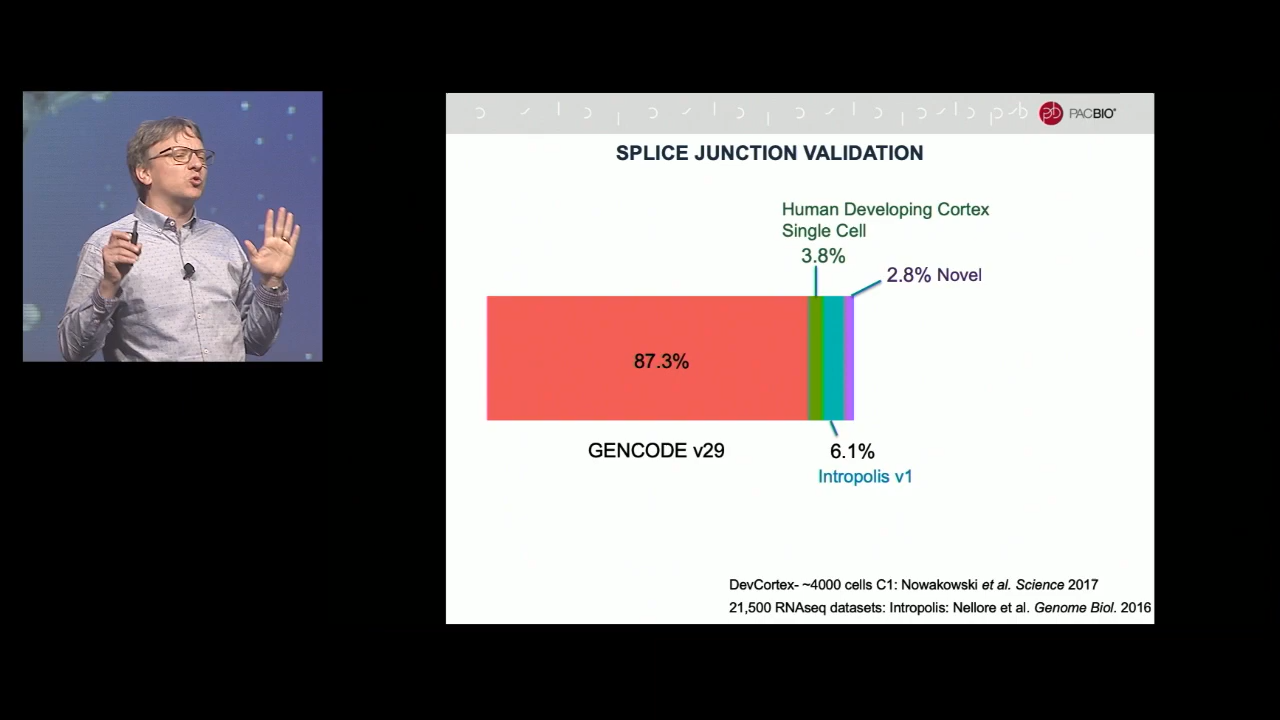 PACBIO®
SPLICE JUNCTION VALIDATION
Human Developing Cortex
Single Cell
3.8%
2.8% Novel
87.3%
GENCODE v29
6.1%
Intropolis v1
DevCortex- ~4000 cells C1: Nowakowski et al. Science 2017
21,500 RNAseq datasets: Intropolis: Nellore et al. Genome Biol. 2016